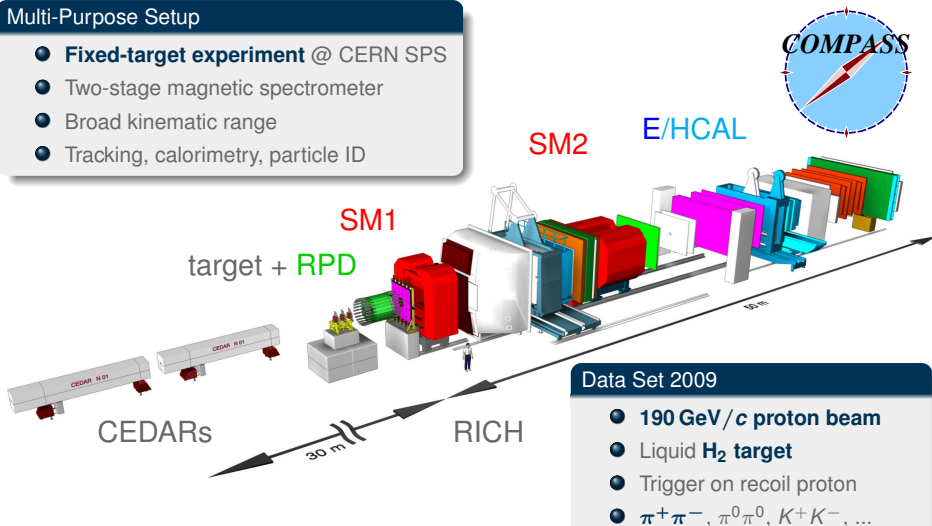 Multi-Purpose Setup
Fixed-target experiment @ CERN SPS
Two-stage magnetic spectrometer
Broad kinematic range
Tracking, calorimetry, particle ID
COMPASS
E/HCAL
SM2
SM1
target + RPD
50 m
CEDAR N 01
CEDAR N 01
CEDARs
RICH
30 m
Data Set 2009
190 GeV/c proton beam
Liquid H₂ target
Trigger on recoil proton
π⁺π⁻, π⁰π⁰, K⁺K⁻, ...